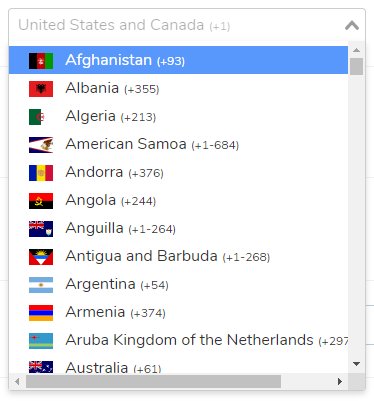 United States and Canada (+1)
Afghanistan (+93)
Albania (+355)
Algeria (+213)
American Samoa (+1-684)
Andorra (+376)
Angola (+244)
Anguilla (+1-264)
Antigua and Barbuda (+1-268)
Argentina (+54)
Armenia (+374)
Aruba Kingdom of the Netherlands (+297
Australia (+61)